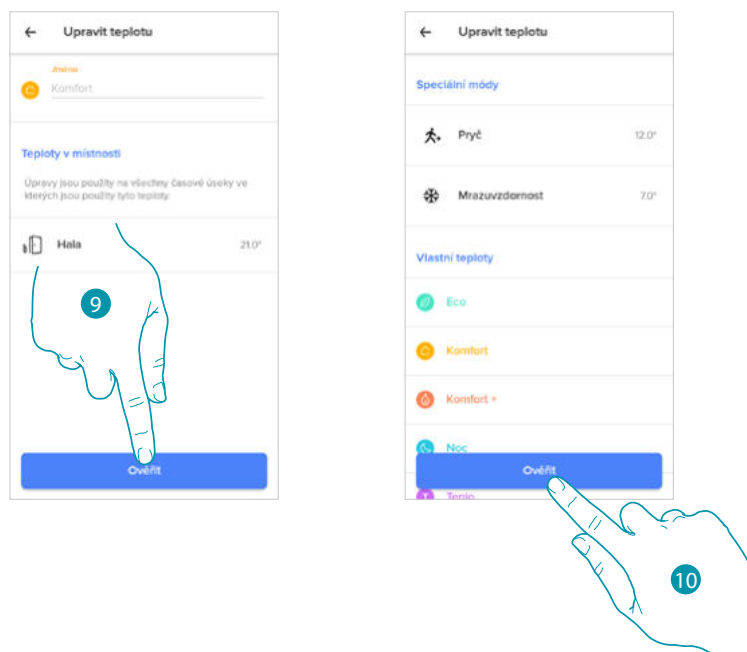 Upravit teplotu
Jméno
Komfort
Teploty v místnosti
Úpravy jsou použity na všechny časové úseky ve
kterých jsou použity tyto teploty.
Hala
21.0°
9
Ověřit
Upravit teplotu
Speciální módy
Pryč
12.0°
Mrazuvzdornost
7.0°
Vlastní teploty
Eco
Komfort
Komfort +
Noc
Ověřit
Teplo
10